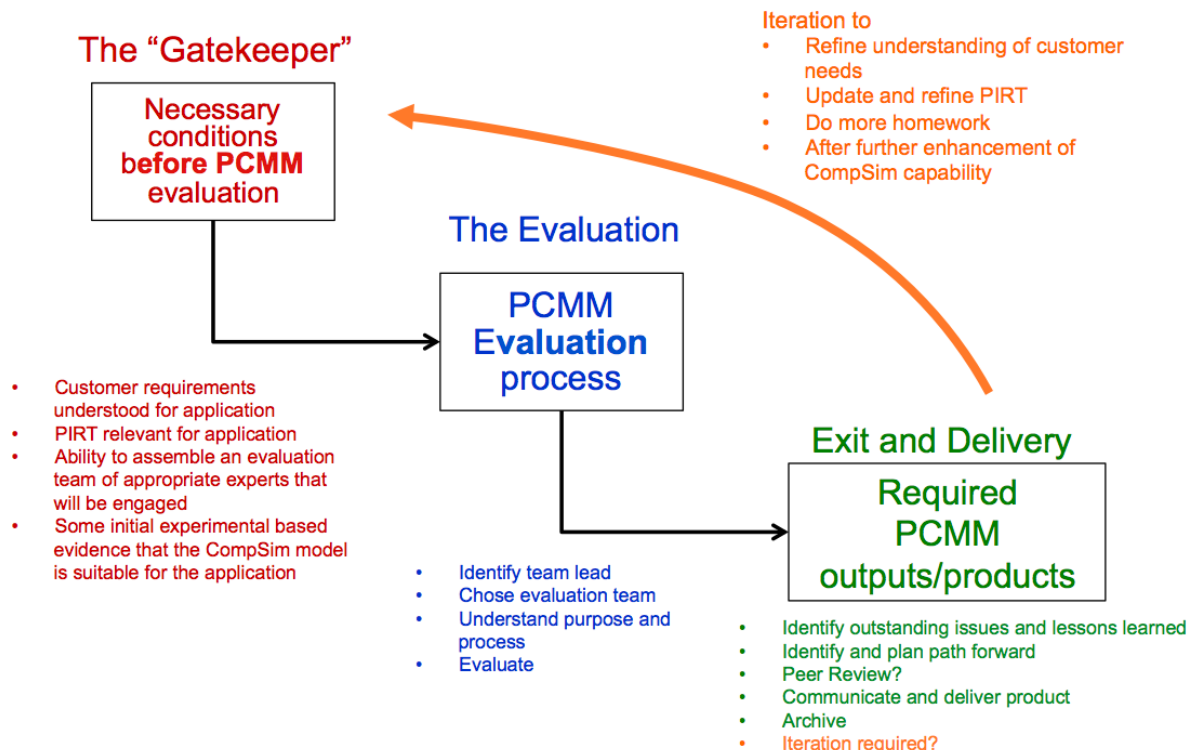 The “Gatekeeper”
Necessary
conditions
before PCMM
evaluation
Iteration to
• Refine understanding of customer
needs
• Update and refine PIRT
• Do more homework
• After further enhancement of
CompSim capability
The Evaluation
PCMM
Evaluation
process
• Customer requirements
understood for application
• PIRT relevant for application
• Ability to assemble an evaluation
team of appropriate experts that
will be engaged
• Some initial experimental based
evidence that the CompSim model
is suitable for the application
Exit and Delivery
Required
PCMM
outputs/products
• Identify team lead
• Chose evaluation team
• Understand purpose and
process
• Evaluate
• Identify outstanding issues and lessons learned
• Identify and plan path forward
• Peer Review?
• Communicate and deliver product
• Archive
• Iteration required?